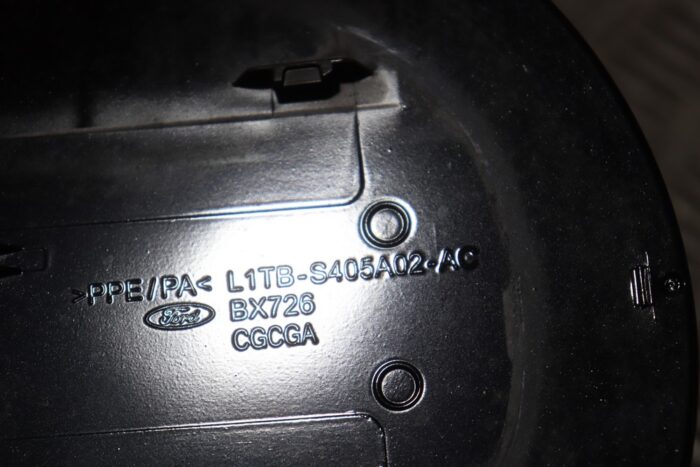 >PPE/PA< L1TB-S405A02-AC
Ford BX726
CGCGA